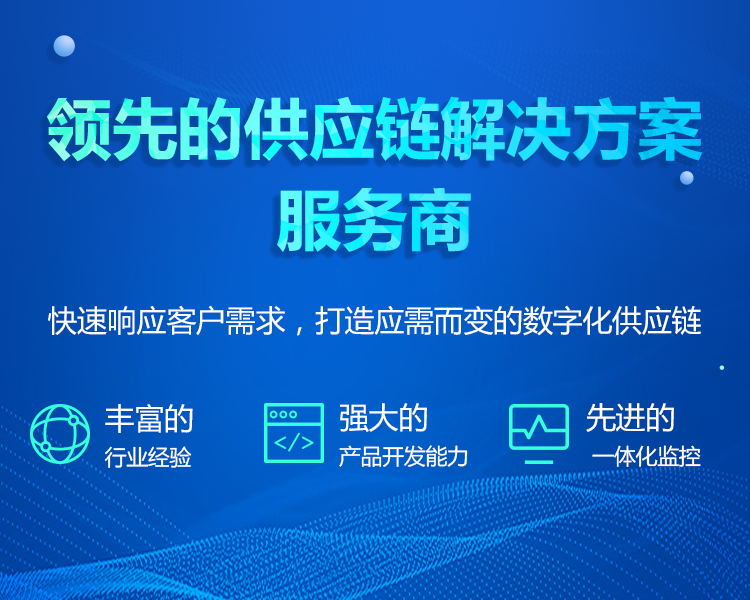 领先的供应链解决方案
服务商
快速响应客户需求，打造应需而变的数字化供应链
丰富的
行业经验
</>
强大的
产品开发能力
先进的
一体化监控